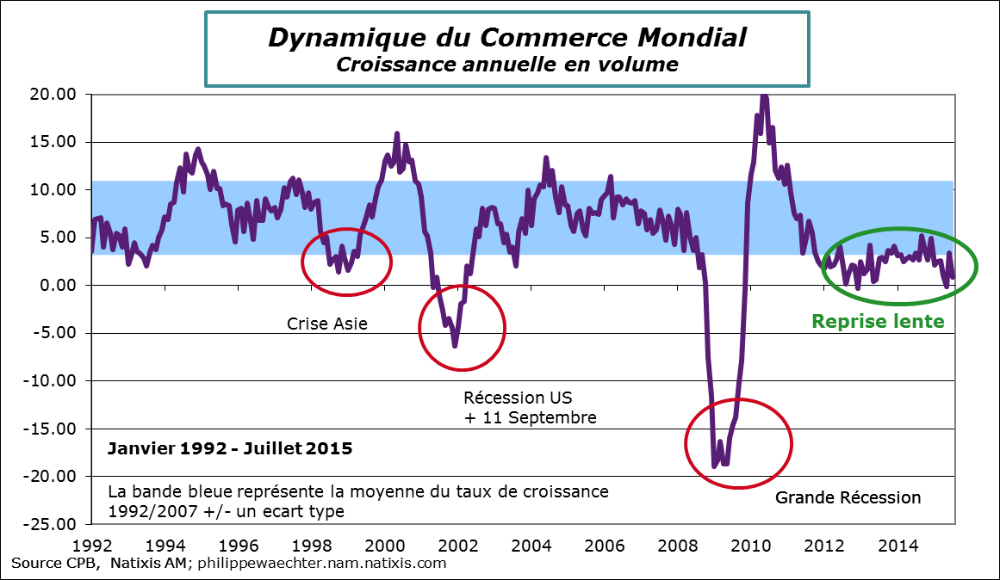 Dynamique du Commerce Mondial
Croissance annuelle en volume
20.00
15.00
10.00
5.00
0.00
-5.00
-10.00
-15.00
-20.00
-25.00
Crise Asie
Récession US
+ 11 Septembre
Reprise lente
Grande Récession
Janvier 1992 - Juillet 2015
La bande bleue représente la moyenne du taux de croissance
1992/2007 +/- un ecart type
1992 1994 1996 1998 2000 2002 2004 2006 2008 2010 2012 2014
Source CPB, Natixis AM; philippewaechter.nam.natixis.com